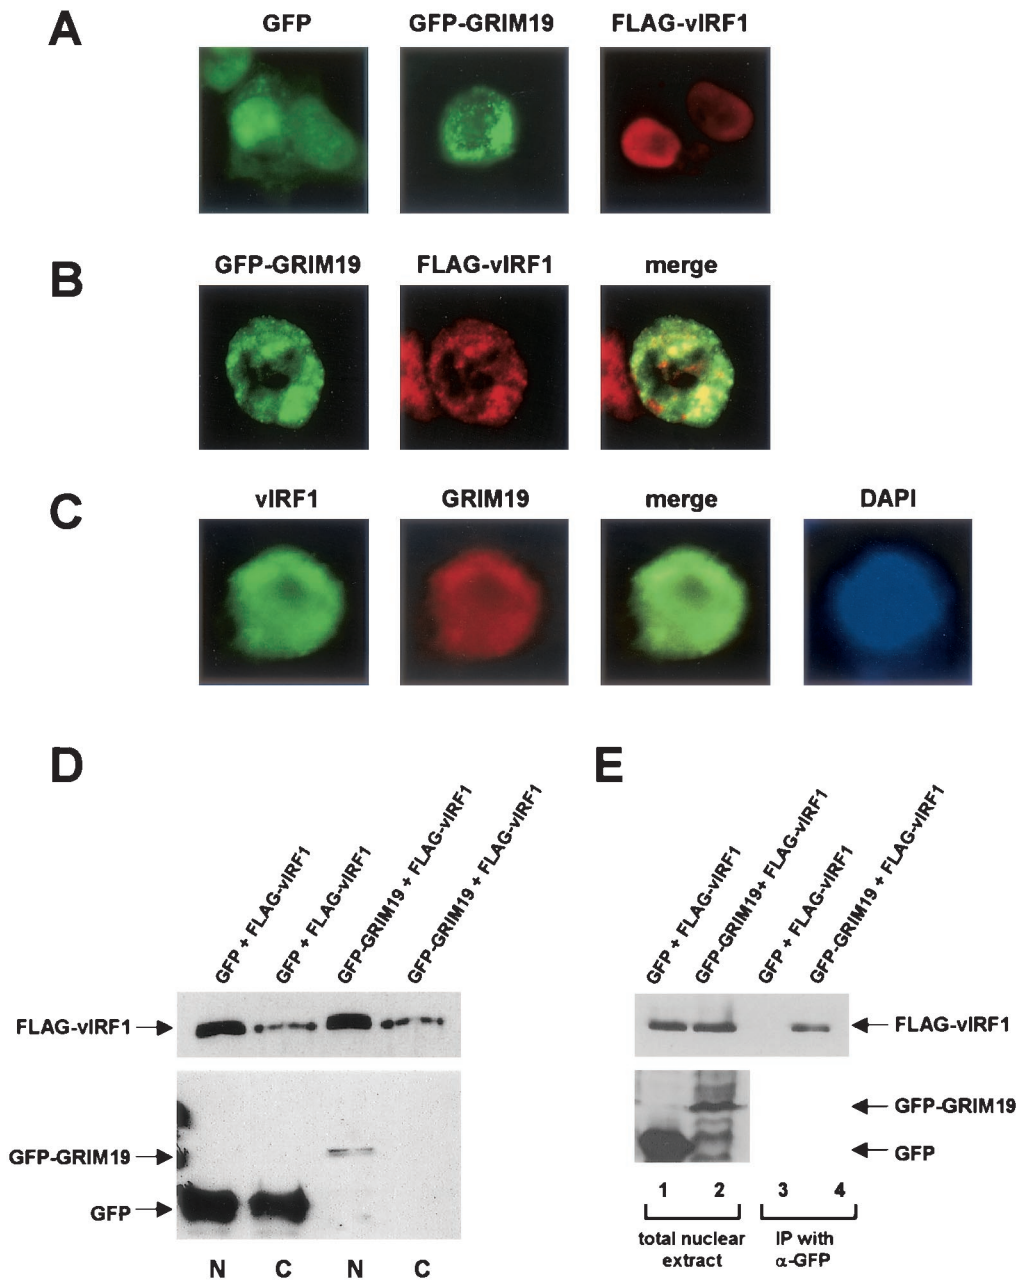 A
GFP GFP-GRIM19 FLAG-vIRF1
B
GFP-GRIM19 FLAG-vIRF1 merge
C
vIRF1 GRIM19 merge DAPI
D
GFP + FLAG-vIRF1
GFP + FLAG-vIRF1
GFP-GRIM19 + FLAG-vIRF1
GFP-GRIM19 + FLAG-vIRF1
FLAG-vIRF1
GFP-GRIM19
GFP
N C N C
E
GFP + FLAG-vIRF1
GFP-GRIM19+ FLAG-vIRF1
GFP + FLAG-vIRF1
GFP-GRIM19 + FLAG-vIRF1
FLAG-vIRF1
GFP-GRIM19
GFP
1 2 3 4
total nuclear extract
IP with α-GFP